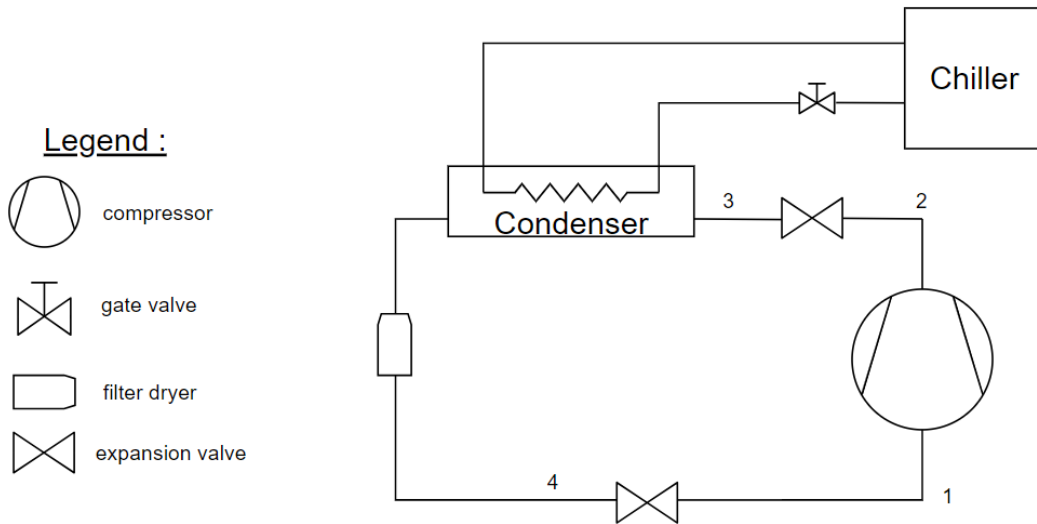 Chiller
Legend :
compressor
Condenser
3
2
gate valve
filter dryer
expansion valve
4
1